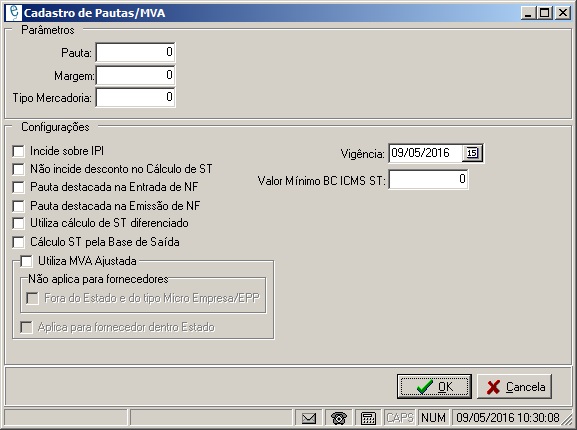 Cadastro de Pautas/MVA
Parâmetros
Pauta: 0
Margem: 0
Tipo Mercadoria: 0
Configurações
Incide sobre IPI
Não incide desconto no Cálculo de ST
Pauta destacada na Entrada de NF
Pauta destacada na Emissão de NF
Utiliza cálculo de ST diferenciado
Cálculo ST pela Base de Saída
Utiliza MVA Ajustada
Não aplica para fornecedores
Fora do Estado e do tipo Micro Empresa/EPP
Aplica para fornecedor dentro Estado
Vigência: 09/05/2016 15
Valor Mínimo BC ICMS ST: 0
OK Cancela
CAPS NUM 09/05/2016 10:30:08